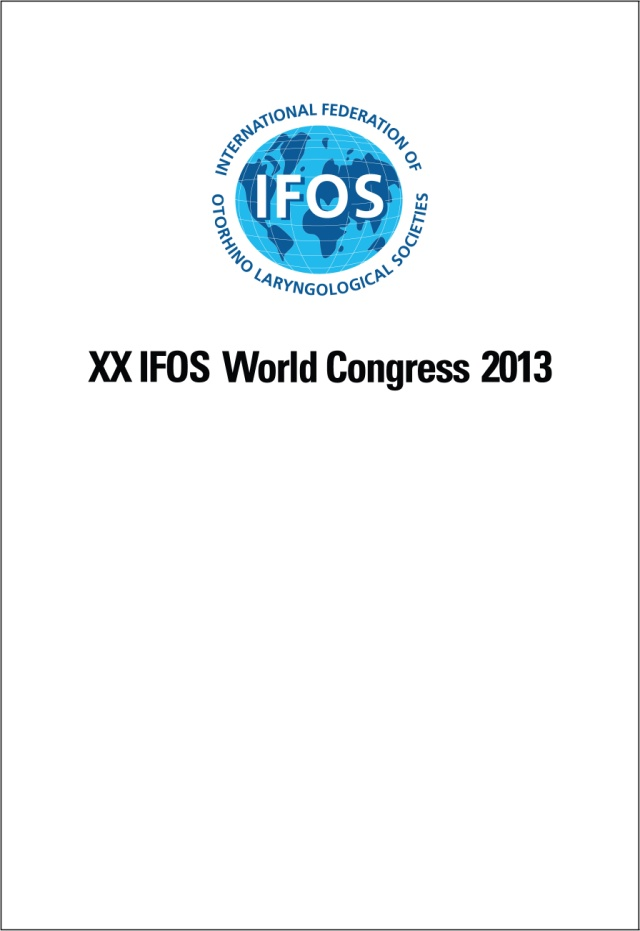 INTERNATIONAL FEDERATION OF
IFOS
OTORHINO LARYNGOLOGICAL SOCIETIES
XX IFOS World Congress 2013